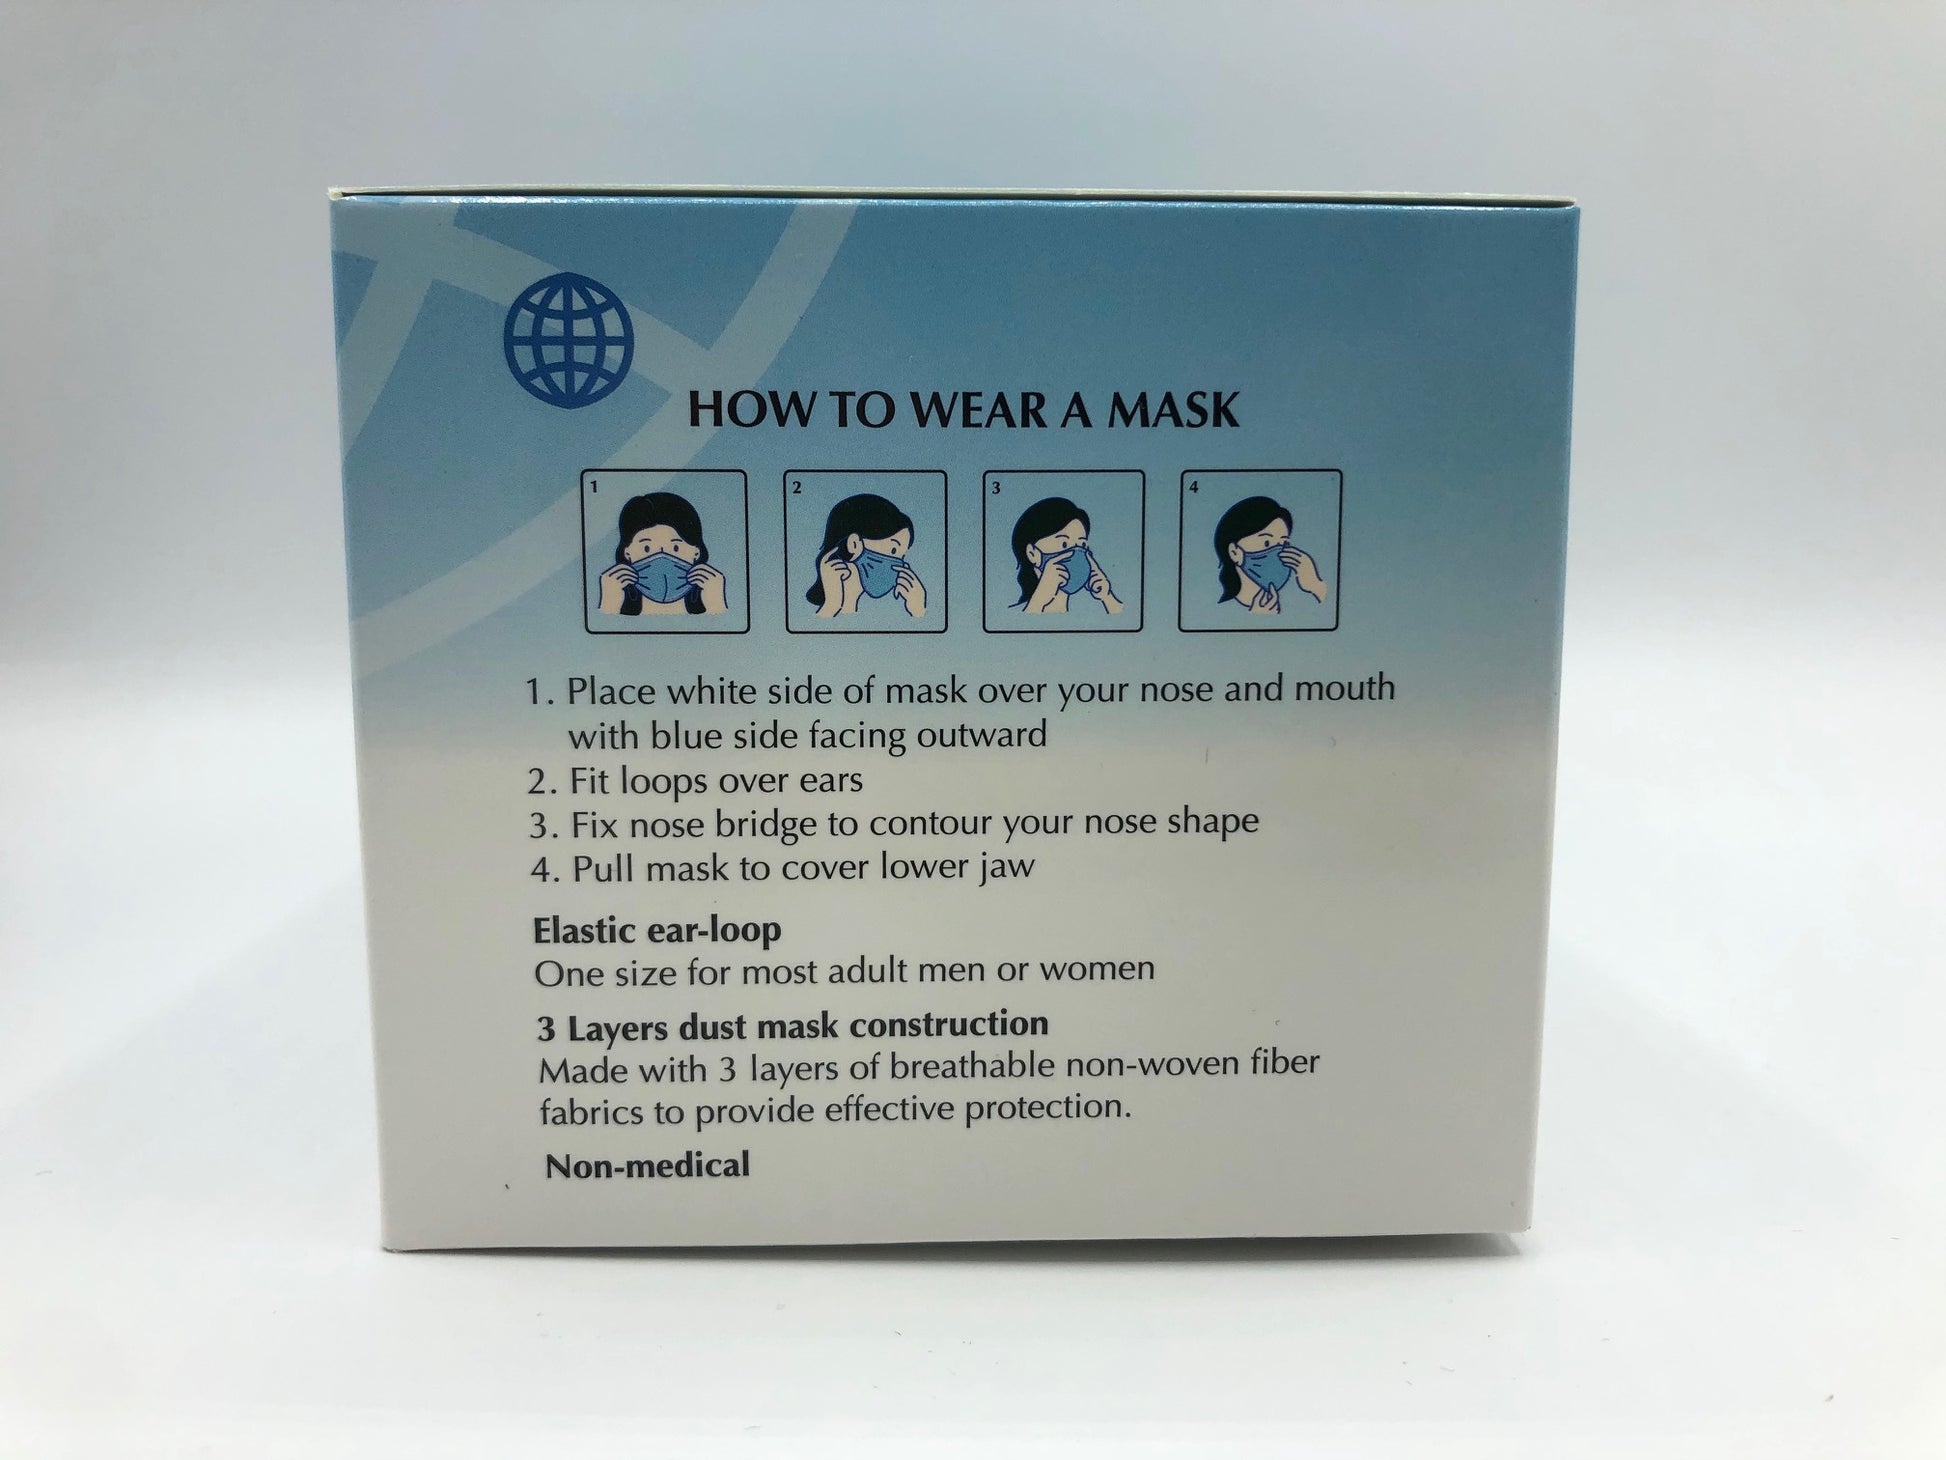 HOW TO WEAR A MASK
1
2
3
4
1. Place white side of mask over your nose and mouth
with blue side facing outward
2. Fit loops over ears
3. Fix nose bridge to contour your nose shape
4. Pull mask to cover lower jaw
Elastic ear-loop
One size for most adult men or women
3 Layers dust mask construction
Made with 3 layers of breathable non-woven fiber
fabrics to provide effective protection.
Non-medical